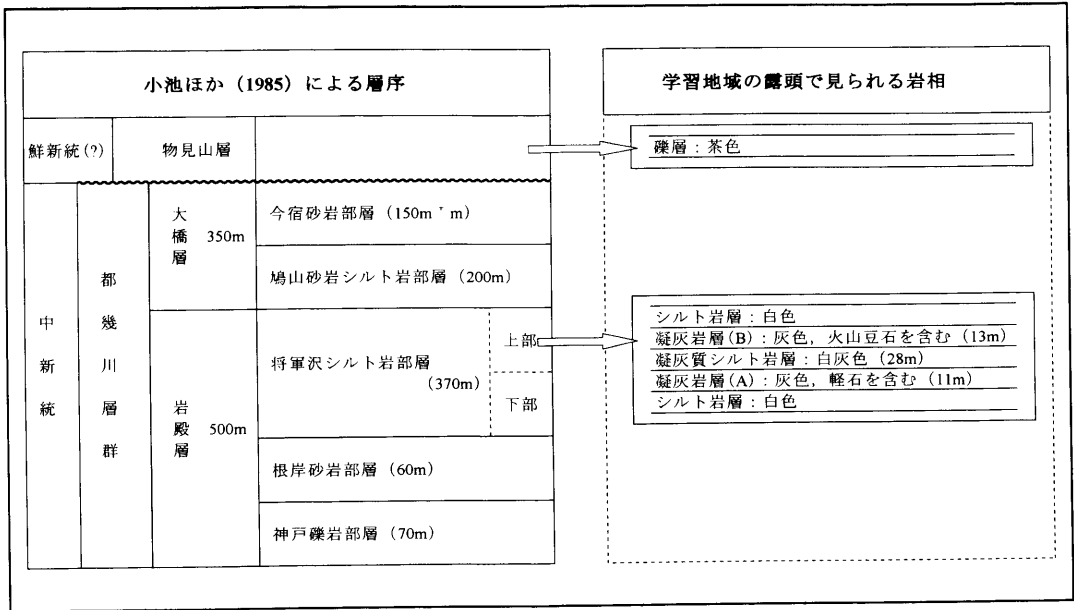 小池ほか（1985）による層序
鮮新統(?)
物見山層
中新統
都幾川層群
大橋層 350m
今宿砂岩部層（150m⁺m）
鳩山砂岩シルト岩部層（200m）
岩殿層 500m
将軍沢シルト岩部層
（370m）
上部
下部
根岸砂岩部層（60m）
神戸礫岩部層（70m）
学習地域の露頭で見られる岩相
礫層：茶色
シルト岩層：白色
凝灰岩層(B)：灰色，火山豆石を含む（13m）
凝灰質シルト岩層：白灰色（28m）
凝灰岩層(A)：灰色，軽石を含む（11m）
シルト岩層：白色